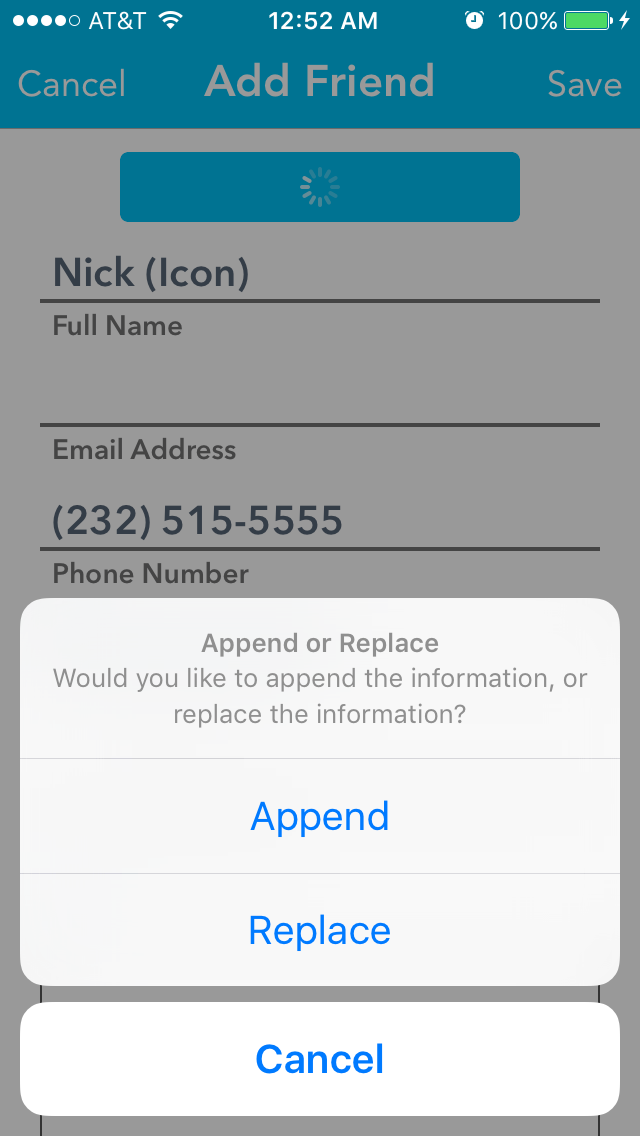 AT&T 12:52 AM 100%
Cancel Add Friend Save
Nick (Icon)
Full Name
Email Address
(232) 515-5555
Phone Number
Append or Replace
Would you like to append the information, or
replace the information?
Append
Replace
Cancel